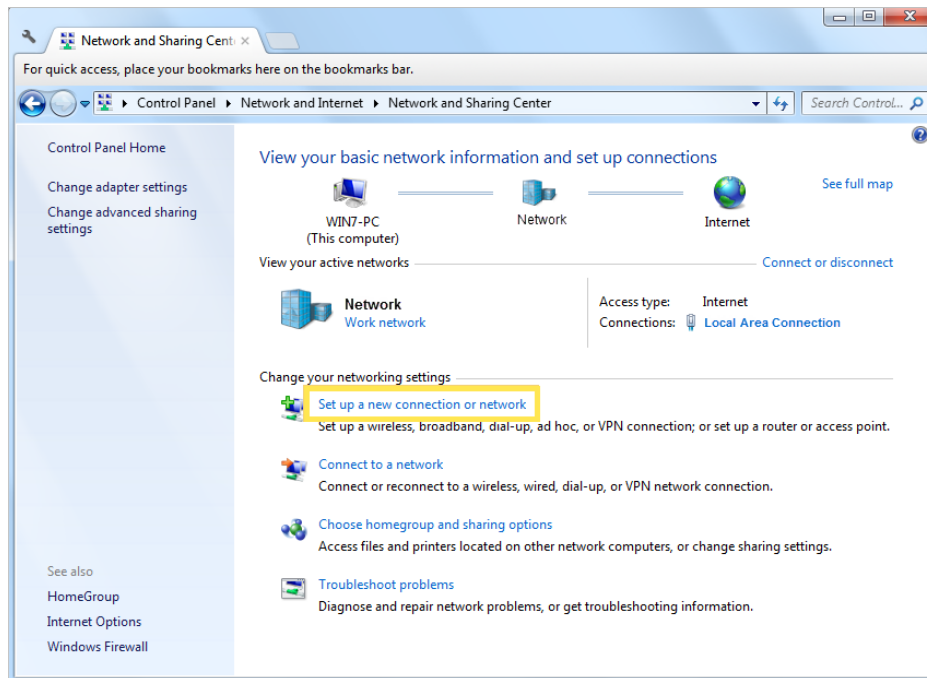 Network and Sharing Cent
For quick access, place your bookmarks here on the bookmarks bar.
Control Panel Network and Internet Network and Sharing Center
Search Control...
Control Panel Home
Change adapter settings
Change advanced sharing
settings
See also
HomeGroup
Internet Options
Windows Firewall
View your basic network information and set up connections
See full map
WIN7-PC
(This computer)
Network
Internet
View your active networks
Connect or disconnect
Network
Work network
Access type: Internet
Connections: Local Area Connection
Change your networking settings
Set up a new connection or network
Set up a wireless, broadband, dial-up, ad hoc, or VPN connection; or set up a router or access point.
Connect to a network
Connect or reconnect to a wireless, wired, dial-up, or VPN network connection.
Choose homegroup and sharing options
Access files and printers located on other network computers, or change sharing settings.
Troubleshoot problems
Diagnose and repair network problems, or get troubleshooting information.